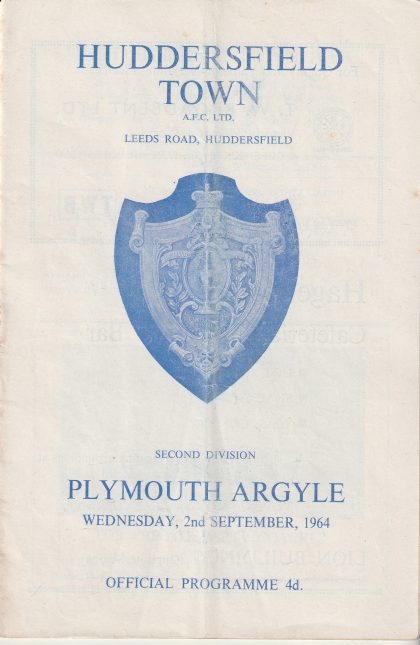 HUDDERSFIELD
TOWN
A.F.C. LTD.
LEEDS ROAD, HUDDERSFIELD
SECOND DIVISION
PLYMOUTH ARGYLE
WEDNESDAY, 2nd SEPTEMBER, 1964
OFFICIAL PROGRAMME 4d.